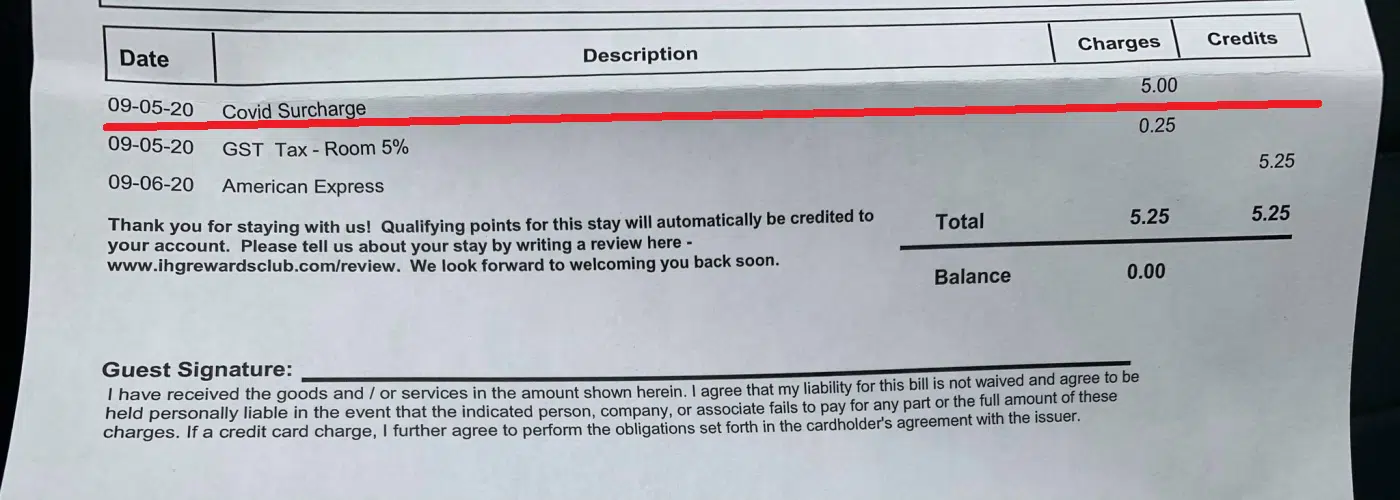 Date Description Charges Credits
09-05-20 Covid Surcharge 5.00
09-05-20 GST Tax - Room 5% 0.25
09-06-20 American Express 5.25
Thank you for staying with us! Qualifying points for this stay will automatically be credited to
your account. Please tell us about your stay by writing a review here -
www.ihgrewardsclub.com/review. We look forward to welcoming you back soon.
Total 5.25 5.25
Balance 0.00
Guest Signature:
I have received the goods and / or services in the amount shown herein. I agree that my liability for this bill is not waived and agree to be
held personally liable in the event that the indicated person, company, or associate fails to pay for any part or the full amount of these
charges. If a credit card charge, I further agree to perform the obligations set forth in the cardholder's agreement with the issuer.